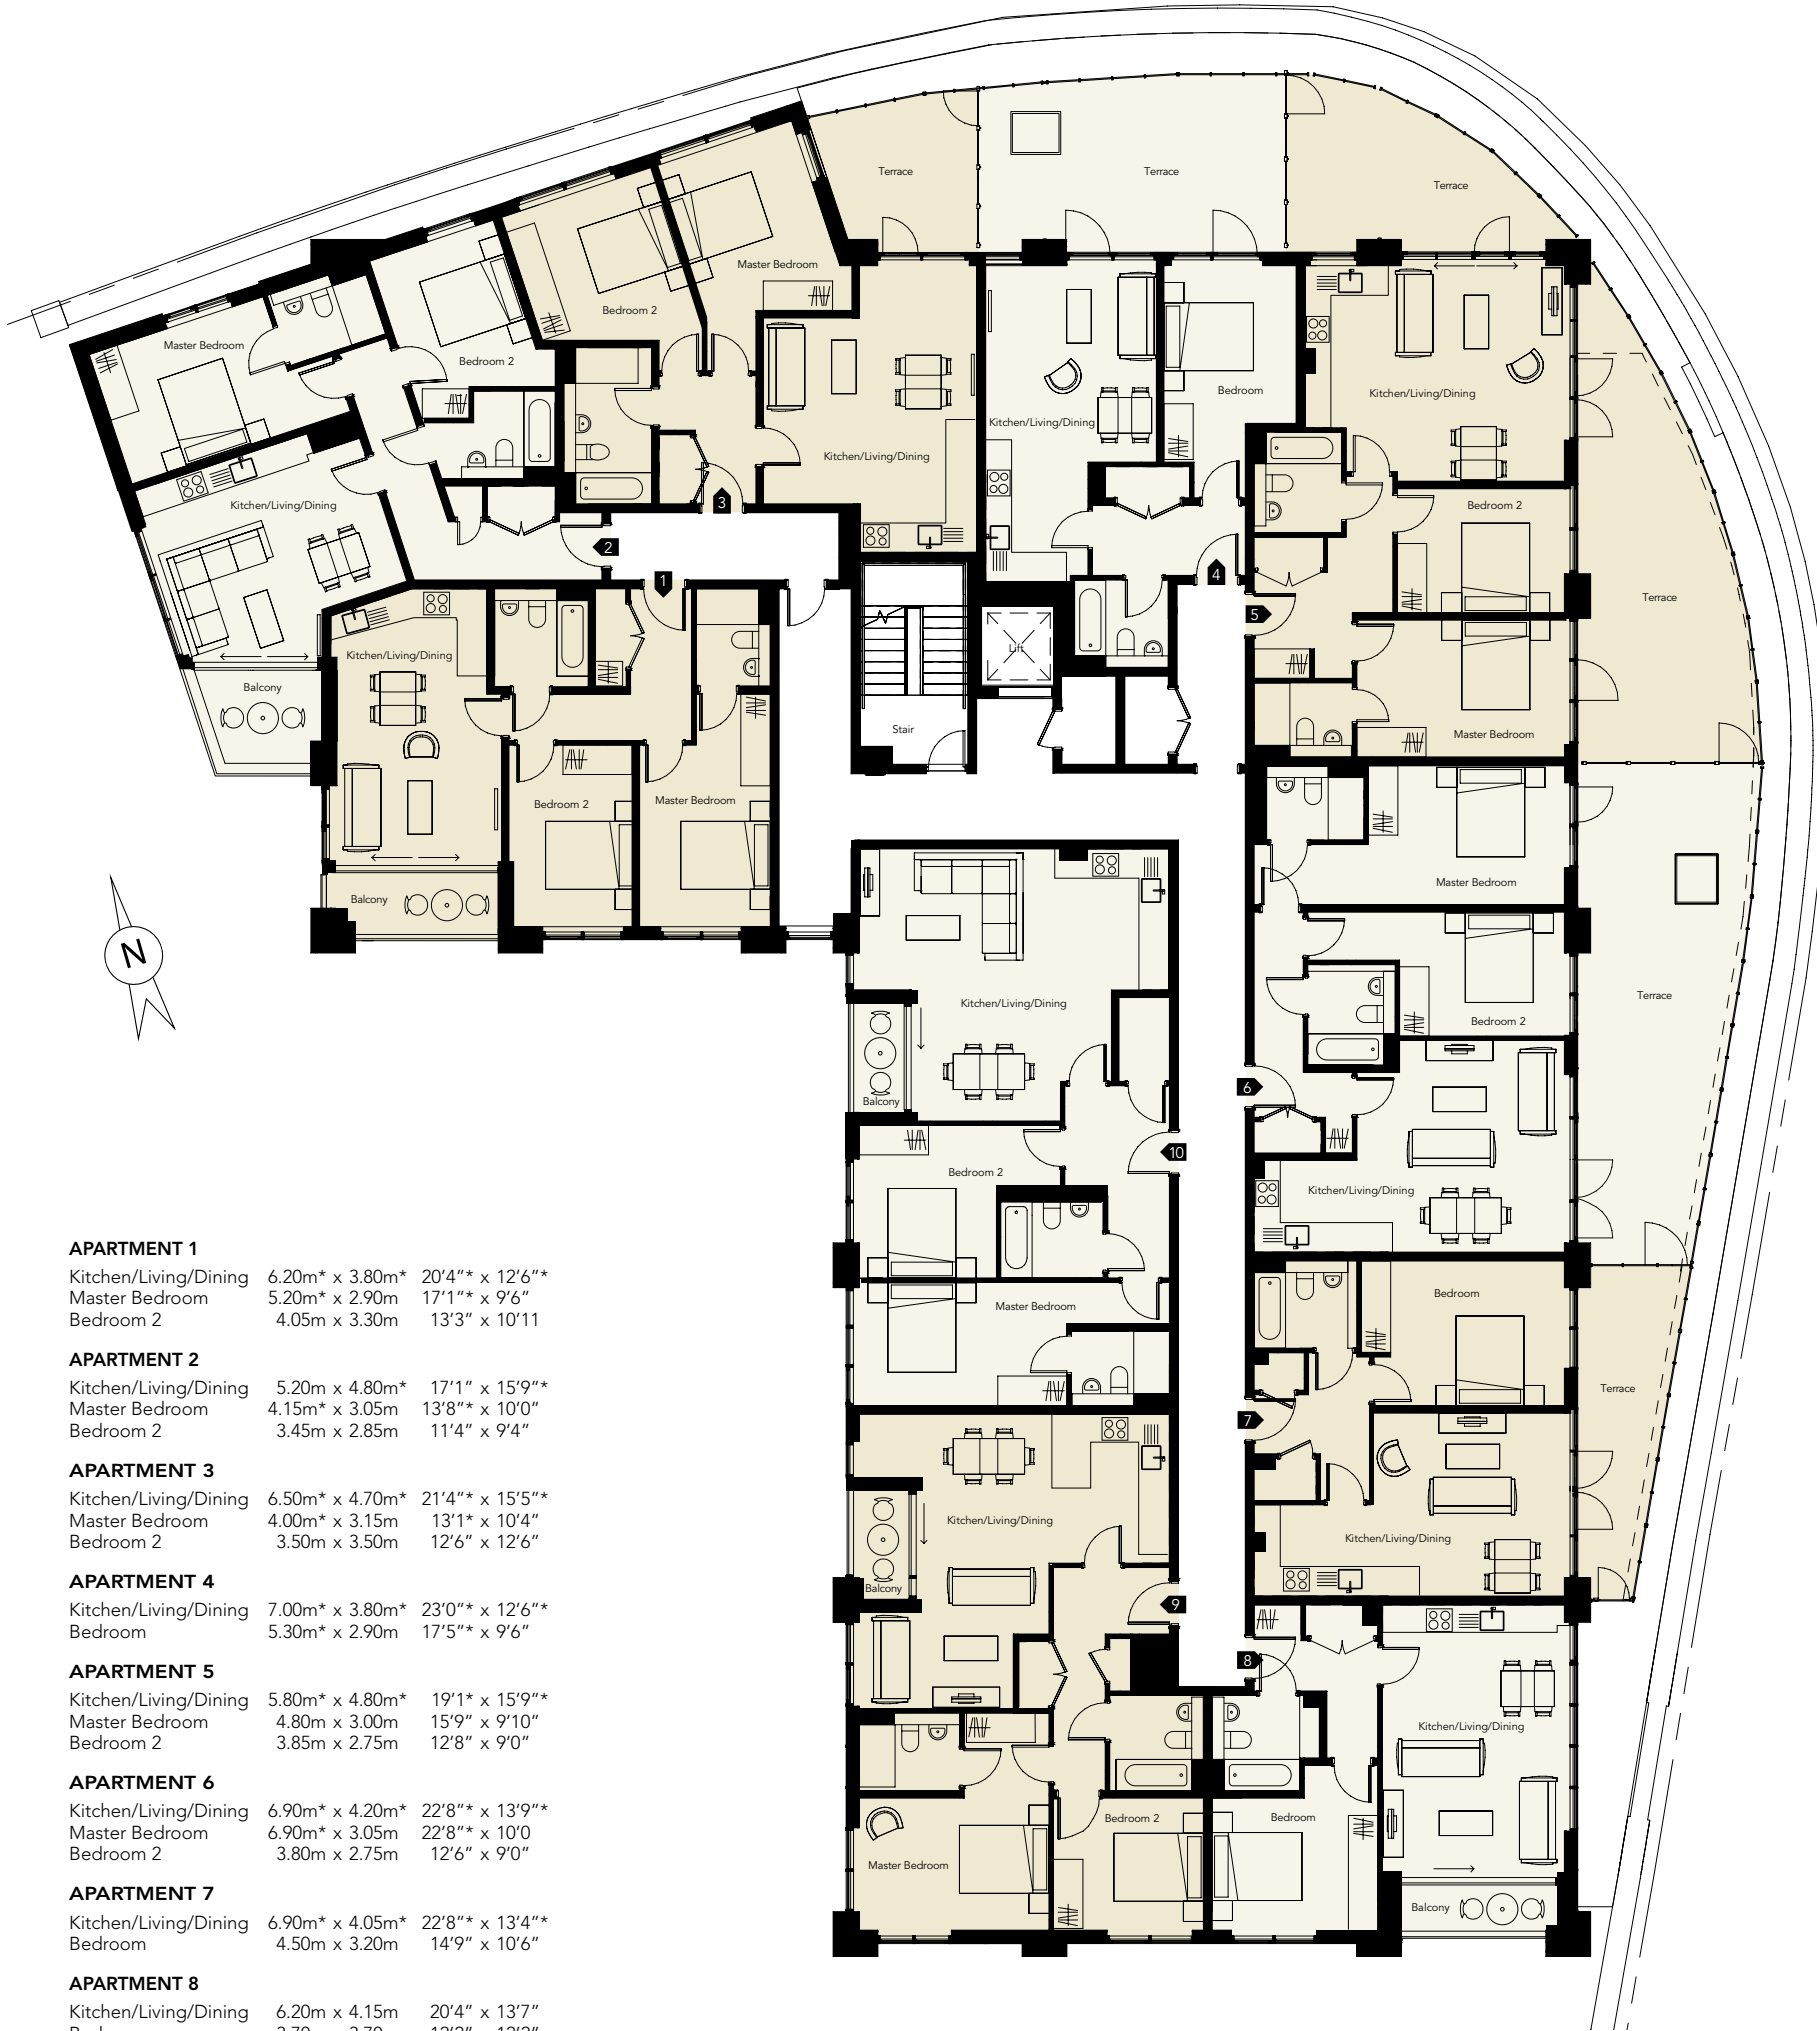 Terrace
Terrace
Terrace
Master Bedroom
Bedroom 2
Master Bedroom
Bedroom 2
Kitchen/Living/Dining
Kitchen/Living/Dining
Bedroom
Kitchen/Living/Dining
Kitchen/Living/Dining
3
2
1
4
5
Bedroom 2
Terrace
Master Bedroom
Lift
Stair
Kitchen/Living/Dining
Balcony
Bedroom 2
Master Bedroom
Balcony
N
Master Bedroom
Terrace
Bedroom 2
Kitchen/Living/Dining
Balcony
6
10
Bedroom 2
Kitchen/Living/Dining
Master Bedroom
Bedroom
Terrace
7
Kitchen/Living/Dining
Kitchen/Living/Dining
Balcony
9
8
Kitchen/Living/Dining
Bedroom 2
Bedroom
Master Bedroom
Balcony
APARTMENT 1
Kitchen/Living/Dining 6.20m* x 3.80m* 20’4”* x 12’6”*
Master Bedroom 5.20m* x 2.90m 17’1”* x 9’6”
Bedroom 2 4.05m x 3.30m 13’3” x 10’11
APARTMENT 2
Kitchen/Living/Dining 5.20m x 4.80m* 17’1” x 15’9”*
Master Bedroom 4.15m* x 3.05m 13’8”* x 10’0”
Bedroom 2 3.45m x 2.85m 11’4” x 9’4”
APARTMENT 3
Kitchen/Living/Dining 6.50m* x 4.70m* 21’4”* x 15’5”*
Master Bedroom 4.00m* x 3.15m 13’1* x 10’4”
Bedroom 2 3.50m x 3.50m 12’6” x 12’6”
APARTMENT 4
Kitchen/Living/Dining 7.00m* x 3.80m* 23’0”* x 12’6”*
Bedroom 5.30m* x 2.90m 17’5”* x 9’6”
APARTMENT 5
Kitchen/Living/Dining 5.80m* x 4.80m* 19’1* x 15’9”*
Master Bedroom 4.80m x 3.00m 15’9” x 9’10”
Bedroom 2 3.85m x 2.75m 12’8” x 9’0”
APARTMENT 6
Kitchen/Living/Dining 6.90m* x 4.20m* 22’8”* x 13’9”*
Master Bedroom 6.90m* x 3.05m 22’8”* x 10’0
Bedroom 2 3.80m x 2.75m 12’6” x 9’0”
APARTMENT 7
Kitchen/Living/Dining 6.90m* x 4.05m* 22’8”* x 13’4”*
Bedroom 4.50m x 3.20m 14’9” x 10’6”
APARTMENT 8
Kitchen/Living/Dining 6.20m x 4.15m 20’4” x 13’7”